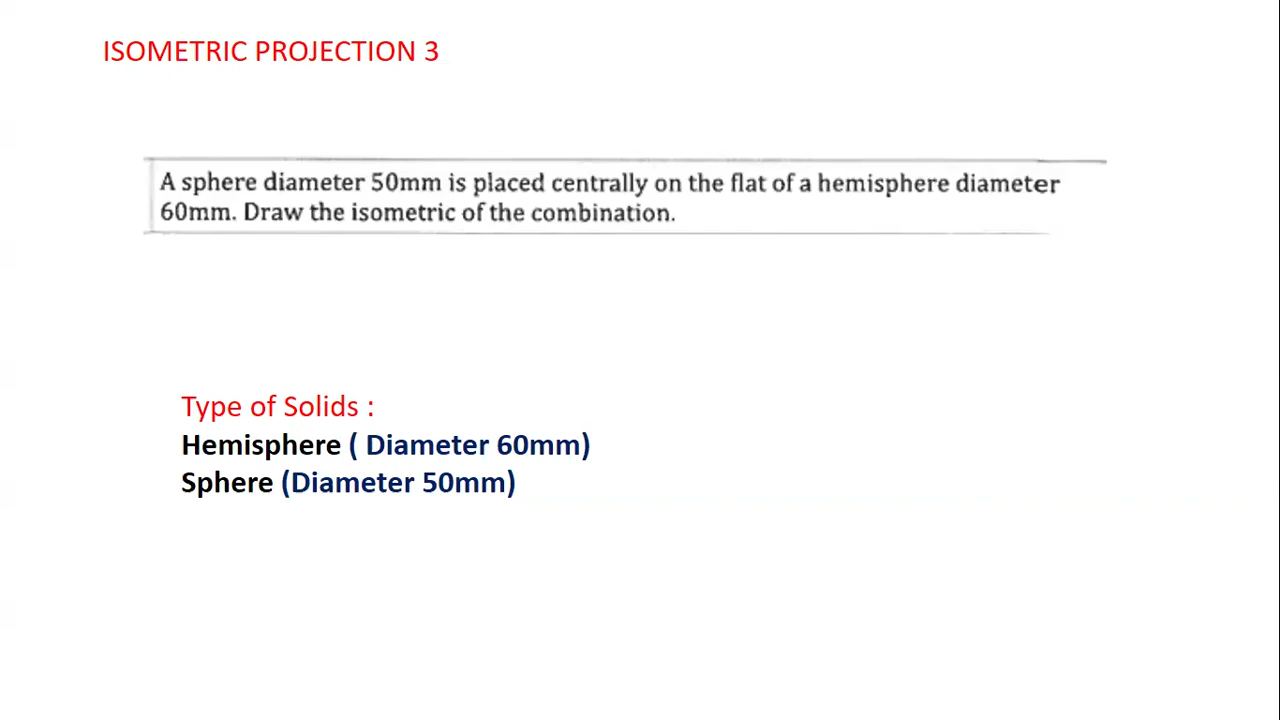 ISOMETRIC PROJECTION 3
A sphere diameter 50mm is placed centrally on the flat of a hemisphere diameter
60mm. Draw the isometric of the combination.
Type of Solids :
Hemisphere ( Diameter 60mm)
Sphere (Diameter 50mm)